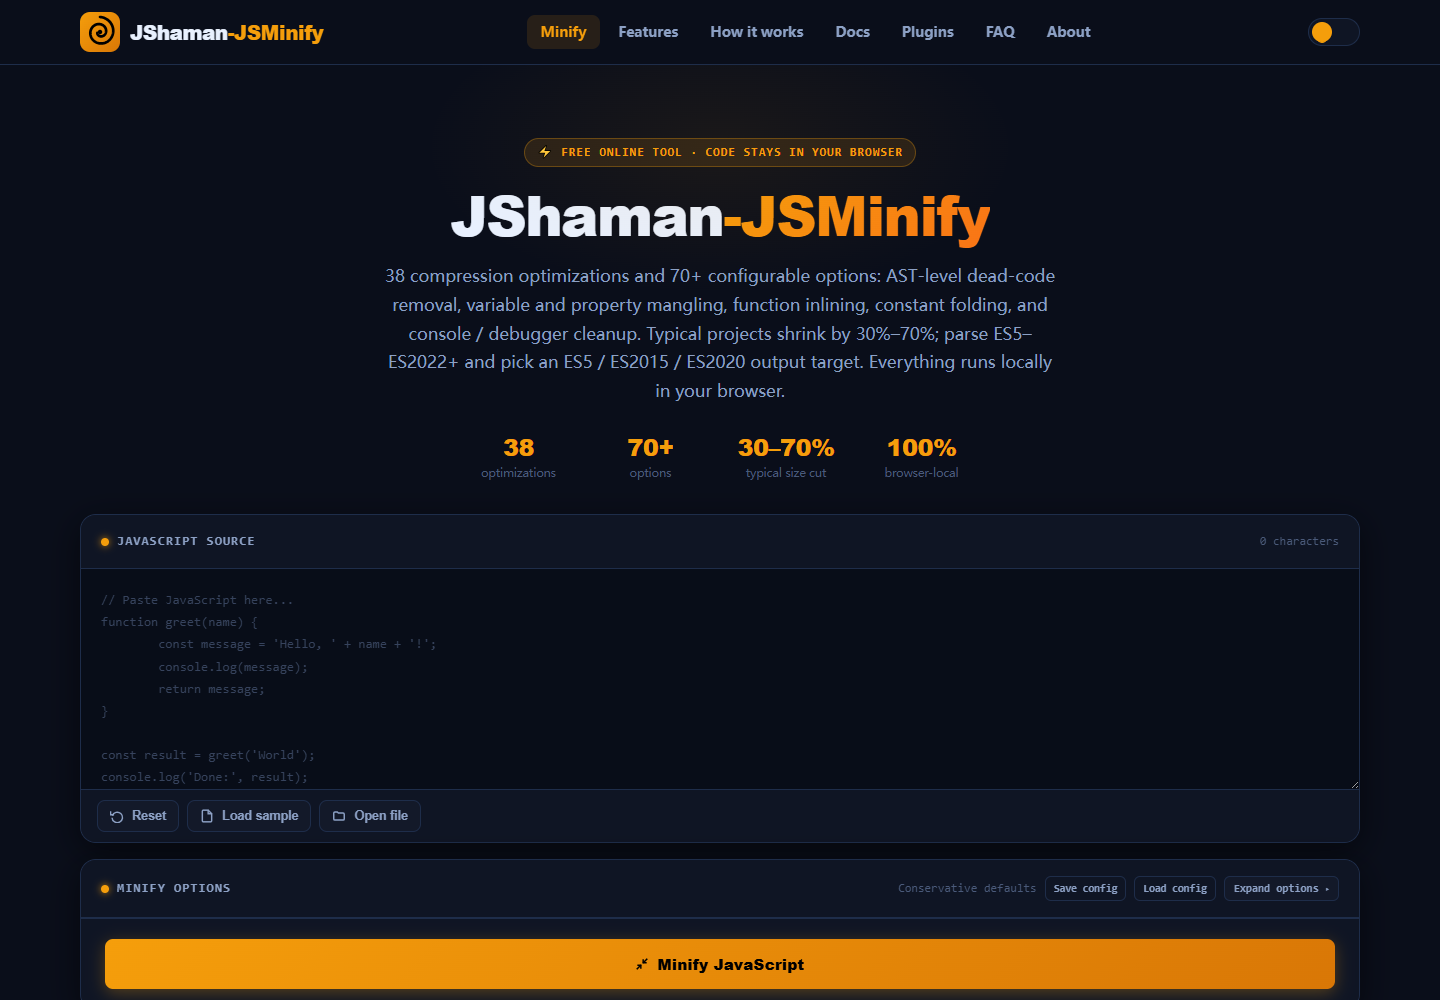 JShaman-JSMinify
Minify
Features
How it works
Docs
Plugins
FAQ
About
FREE ONLINE TOOL · CODE STAYS IN YOUR BROWSER
JShaman-JSMinify
38 compression optimizations and 70+ configurable options: AST-level dead-code
removal, variable and property mangling, function inlining, constant folding, and
console / debugger cleanup. Typical projects shrink by 30%–70%; parse ES5–
ES2022+ and pick an ES5 / ES2015 / ES2020 output target. Everything runs locally
in your browser.
38
optimizations
70+
options
30–70%
typical size cut
100%
browser-local
JAVASCRIPT SOURCE
0 characters
// Paste JavaScript here...
function greet(name) {
        const message = 'Hello, ' + name + '!';
        console.log(message);
        return message;
}
const result = greet('World');
console.log('Done:', result);
Reset
Load sample
Open file
MINIFY OPTIONS
Conservative defaults
Save config
Load config
Expand options ▸
Minify JavaScript